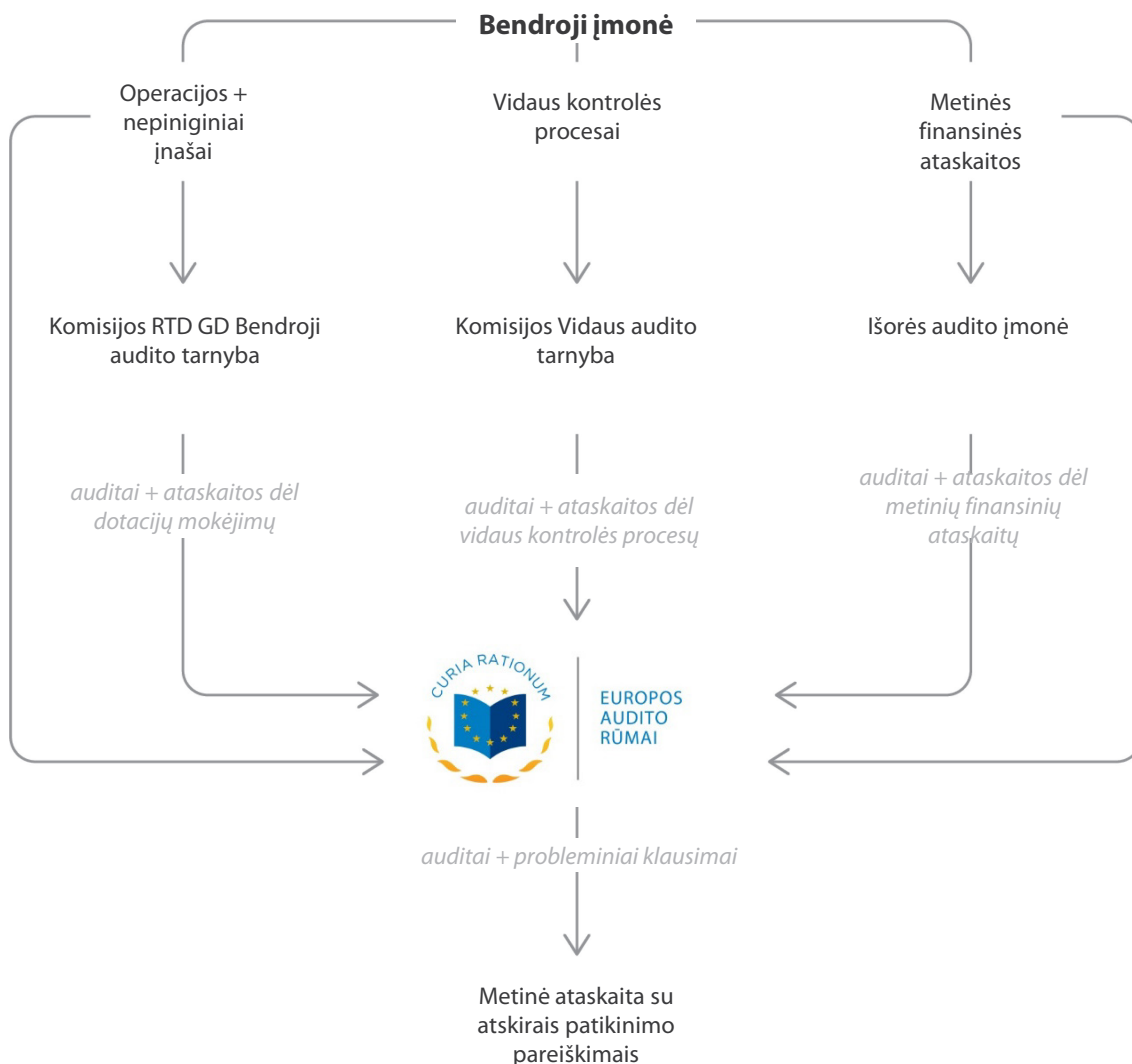 Bendroji įmonė
Operacijos +
nepiniginiai
įnašai
Vidaus kontrolės
procesai
Metinės
finansinės
ataskaitos
Komisijos RTD GD Bendroji
audito tarnyba
Komisijos Vidaus audito
tarnyba
Išorės audito įmonė
auditai + ataskaitos dėl
dotacijų mokėjimų
auditai + ataskaitos dėl
vidaus kontrolės procesų
auditai + ataskaitos dėl
metinių finansinių
ataskaitų
CURIA RATIONUM
EUROPOS
AUDITO
RŪMAI
auditai + probleminiai klausimai
Metinė ataskaita su
atskirais patikinimo
pareiškimais